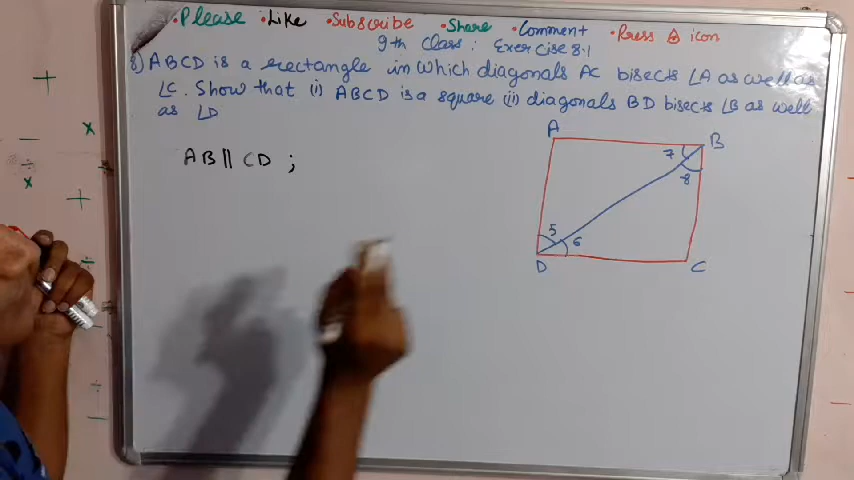 •Please •Like •Subscribe •Share •Comment •Press 🔔 icon
9th Class: Exercise 8.1
8) ABCD is a rectangle in which diagonals AC bisects ∠A as well as
∠C. Show that (i) ABCD is a square (ii) diagonals BD bisects ∠B as well
as ∠D
AB || CD ;
A
B
7
8
5
6
D
C